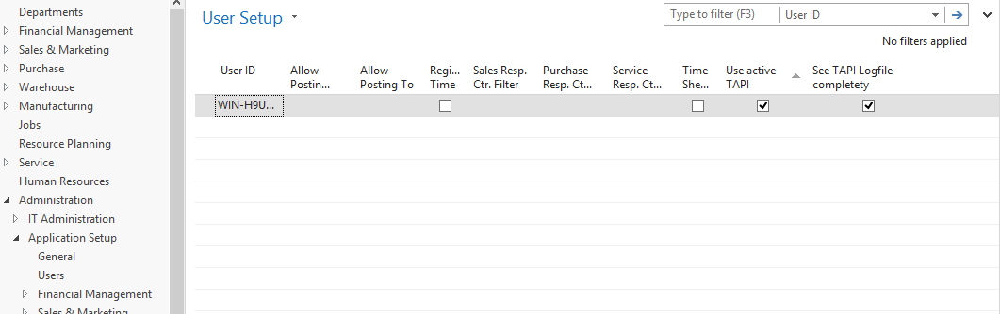 Departments
Financial Management
Sales & Marketing
Purchase
Warehouse
Manufacturing
Jobs
Resource Planning
Service
Human Resources
Administration
IT Administration
Application Setup
General
Users
Financial Management
Sales & Marketing
User Setup
Type to filter (F3)
User ID
No filters applied
User ID
Allow
Postin...
Allow
Posting To
Regi...
Time
Sales Resp.
Ctr. Filter
Purchase
Resp. Ct...
Service
Resp. Ct...
Time
She...
Use active
TAPI
See TAPI Logfile
completety
WIN-H9U...